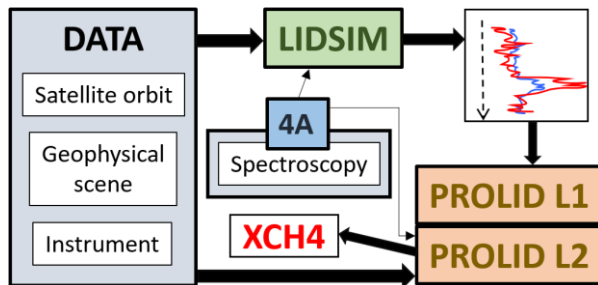 DATA
Satellite orbit
Geophysical
scene
Instrument
LIDSIM
4A
Spectroscopy
XCH4
PROLID L1
PROLID L2